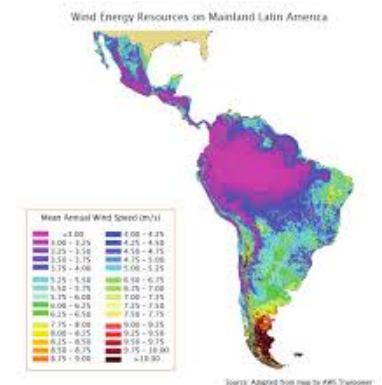 Wind Energy Resources on Mainland Latin America
Mean Annual Wind Speed (m/s)
<3.00
3.00 - 3.25
3.25 - 3.50
3.50 - 3.75
3.75 - 4.00
4.00 - 4.25
4.25 - 4.50
4.50 - 4.75
4.75 - 5.00
5.00 - 5.25
5.25 - 5.50
5.50 - 5.75
5.75 - 6.00
6.00 - 6.25
6.25 - 6.50
6.50 - 6.75
6.75 - 7.00
7.00 - 7.25
7.25 - 7.50
7.50 - 7.75
7.75 - 8.00
8.00 - 8.25
8.25 - 8.50
8.50 - 8.75
8.75 - 9.00
9.00 - 9.25
9.25 - 9.50
9.50 - 9.75
9.75 - 10.00
>10.00
Source: Adapted from map by AWS Truepower